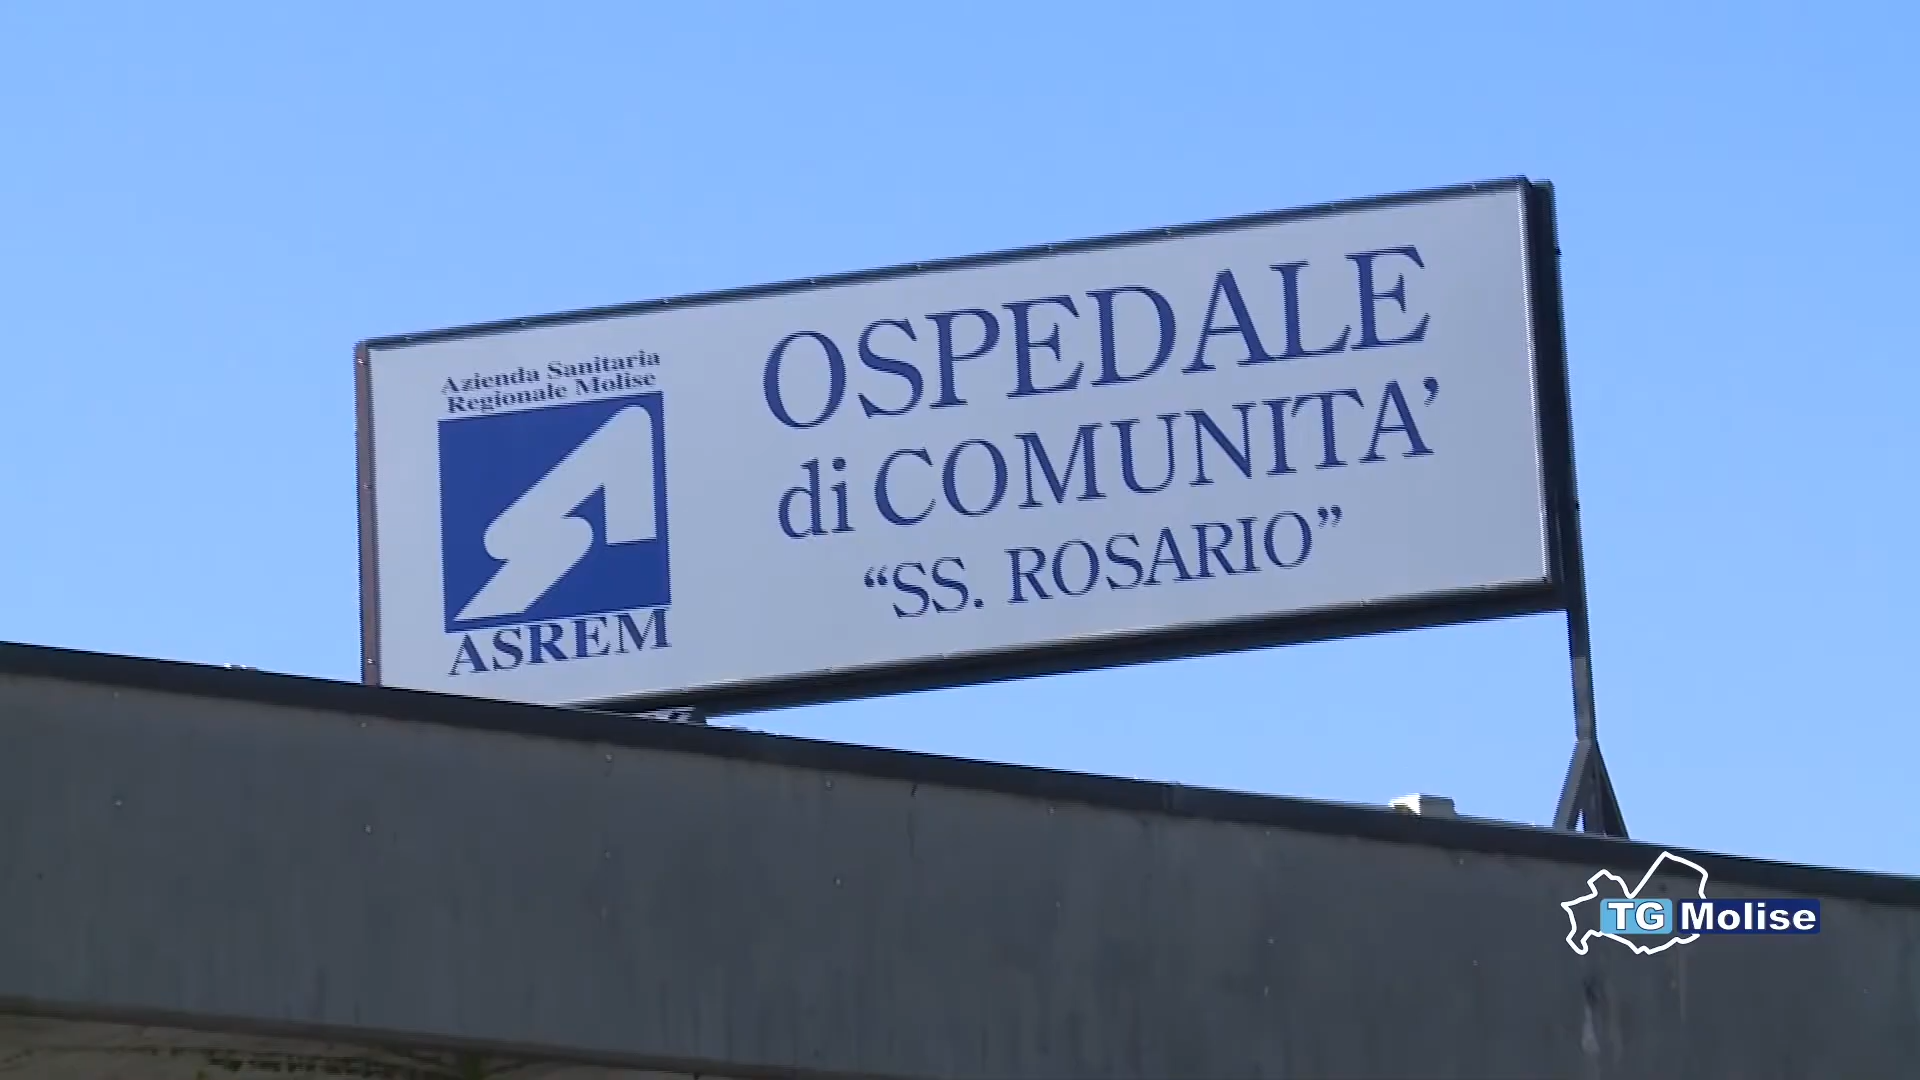 Azienda Sanitaria
Regionale Molise
ASREM
OSPEDALE
di COMUNITA'
“SS. ROSARIO”
TG Molise